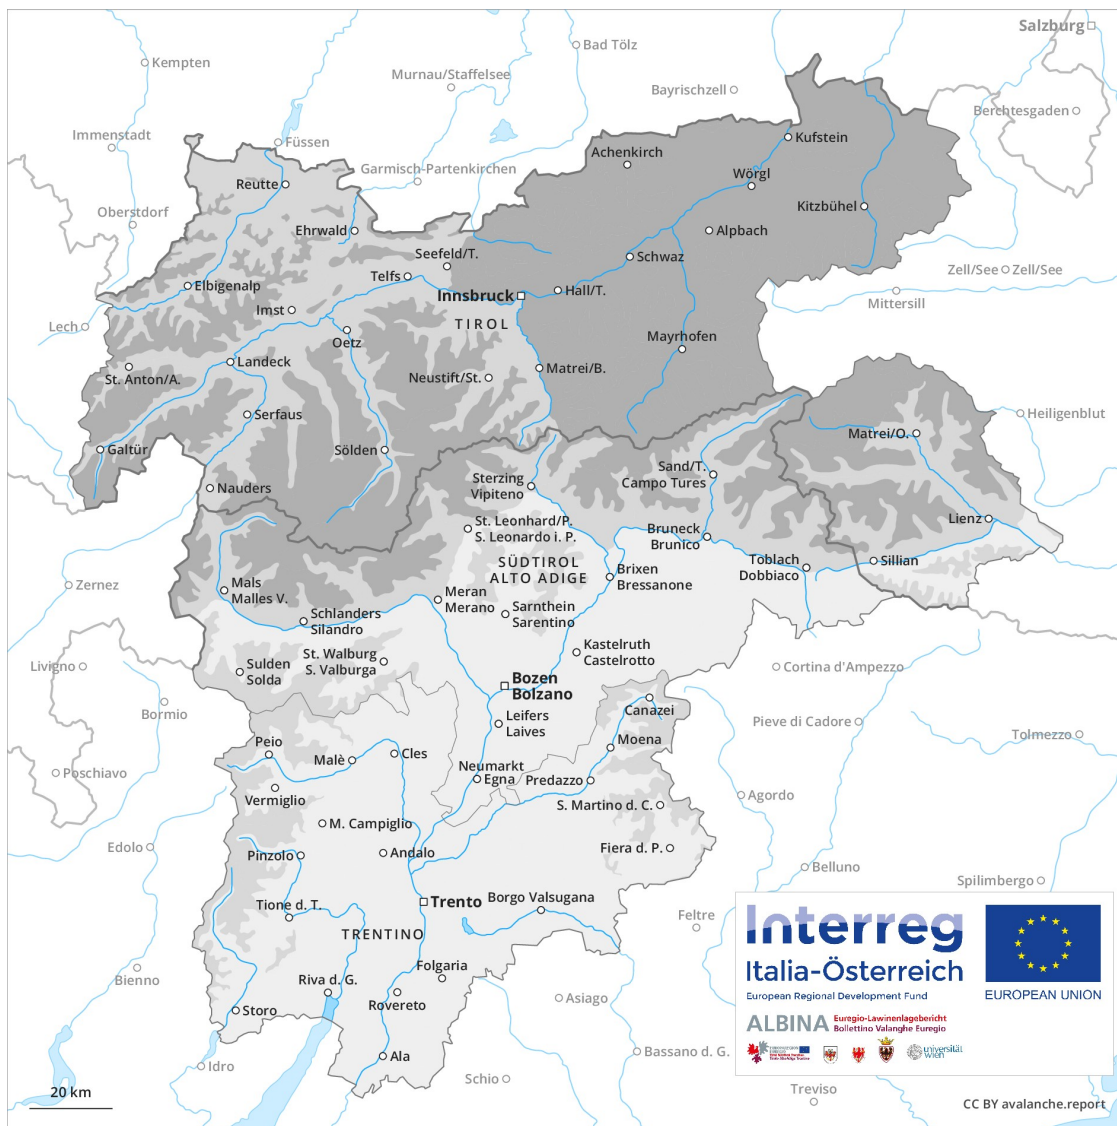 Salzburg
Bad Tölz
Kempten
Murnau/Staffelsee
Bayrischzell
Berchtesgaden
Immenstadt
Füssen
Kufstein
Achenkirch
Garmisch-Partenkirchen
Wörgl
Reutte
Kitzbühel
Oberstdorf
Ehrwald
Alpbach
Seefeld/T.
Schwaz
Telfs
Zell/See
Zell/See
Elbigenalp
Innsbruck
Hall/T.
Mittersill
Imst
TIROL
Lech
Oetz
Mayrhofen
Landeck
Matrei/B.
St. Anton/A.
Neustift/St.
Serfaus
Heiligenblut
Matrei/O.
Galtür
Sölden
Sand/T.
Campo Tures
Sterzing
Vipiteno
Nauders
Lienz
St. Leonhard/P.
S. Leonardo i. P.
Bruneck
Brunico
Toblach
Dobbiaco
Sillian
SÜDTIROL
ALTO ADIGE
Brixen
Bressanone
Zernez
Mals
Malles V.
Meran
Merano
Sarnthein
Sarentino
Schlanders
Silandro
Kastelruth
Castelrotto
St. Walburg
S. Valburga
Livigno
Sulden
Solda
Cortina d'Ampezzo
Bozen
Bolzano
Canazei
Bormio
Leifers
Laives
Pieve di Cadore
Tolmezzo
Peio
Moena
Malè
Cles
Poschiavo
Neumarkt
Egna
Predazzo
Vermiglio
S. Martino d. C.
Agordo
M. Campiglio
Edolo
Pinzolo
Andalo
Fiera d. P.
Belluno
Spilimbergo
Trento
Borgo Valsugana
Tione d. T.
Feltre
TRENTINO
Interreg
Italia-Österreich
European Regional Development Fund
EUROPEAN UNION
Folgaria
Bienno
Riva d. G.
Rovereto
Asiago
Storo
ALBINA
Euregio-Lawinenlagebericht
Bollettino Valanghe Euregio
universität
wien
Ala
Idro
Bassano d. G.
Schio
Treviso
20 km
CC BY avalanche.report